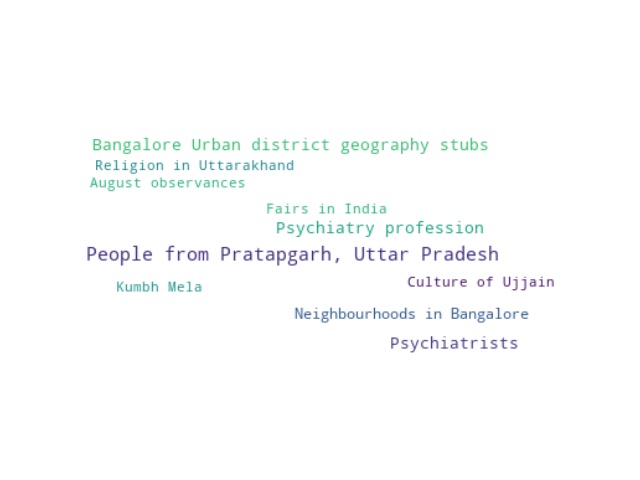 Bangalore Urban district geography stubs
Religion in Uttarakhand
August observances
Fairs in India
Psychiatry profession
People from Pratapgarh, Uttar Pradesh
Culture of Ujjain
Kumbh Mela
Neighbourhoods in Bangalore
Psychiatrists